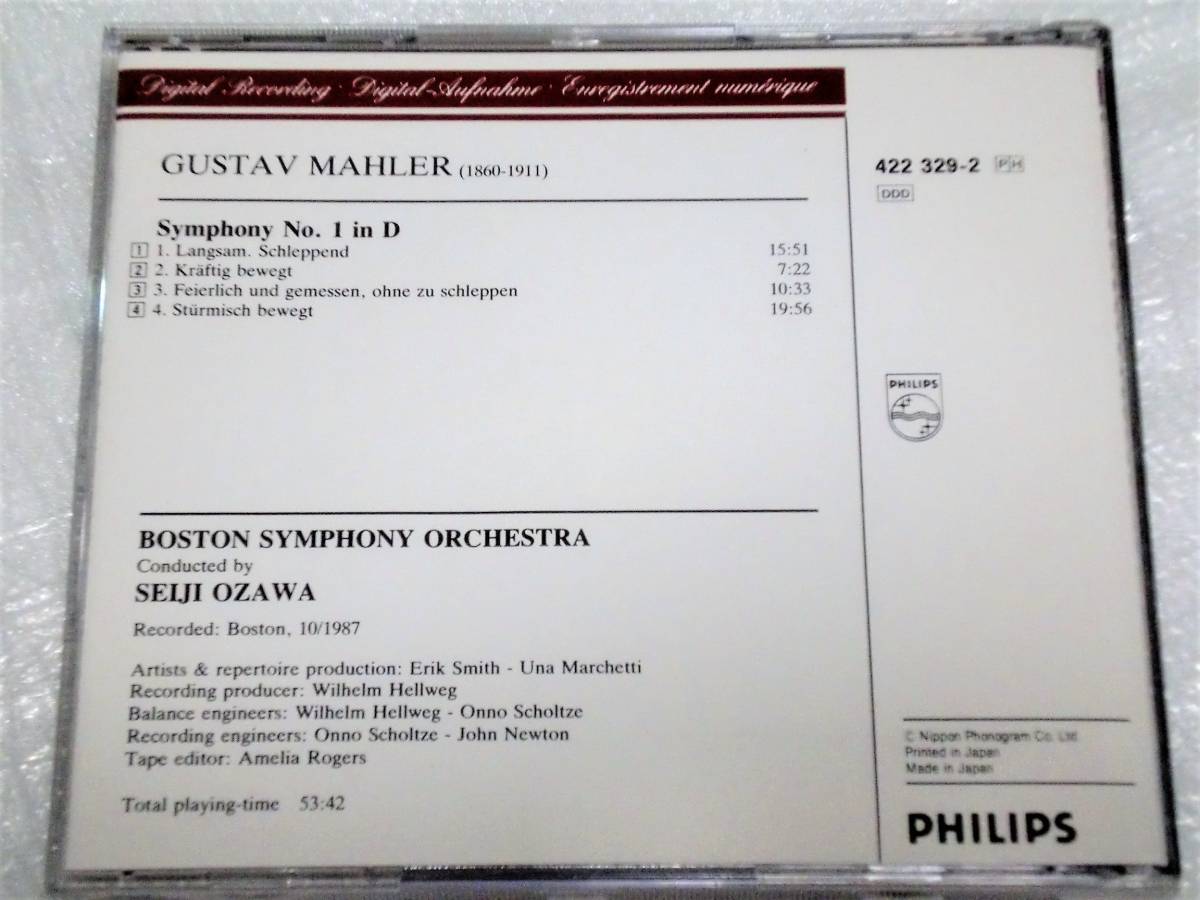 Digital Recording · Digital-Aufnahme · Enregistrement numérique
GUSTAV MAHLER (1860-1911)
Symphony No. 1 in D
1 1. Langsam. Schleppend 15:51
2 2. Kräftig bewegt 7:22
3 3. Feierlich und gemessen, ohne zu schleppen 10:33
4 4. Stürmisch bewegt 19:56
BOSTON SYMPHONY ORCHESTRA
Conducted by
SEIJI OZAWA
Recorded: Boston, 10/1987
Artists & repertoire production: Erik Smith - Una Marchetti
Recording producer: Wilhelm Hellweg
Balance engineers: Wilhelm Hellweg - Onno Scholtze
Recording engineers: Onno Scholtze - John Newton
Tape editor: Amelia Rogers
Total playing-time 53:42
422 329-2 PH
DDD
PHILIPS
© Nippon Phonogram Co. Ltd
Printed in Japan
Made in Japan
PHILIPS